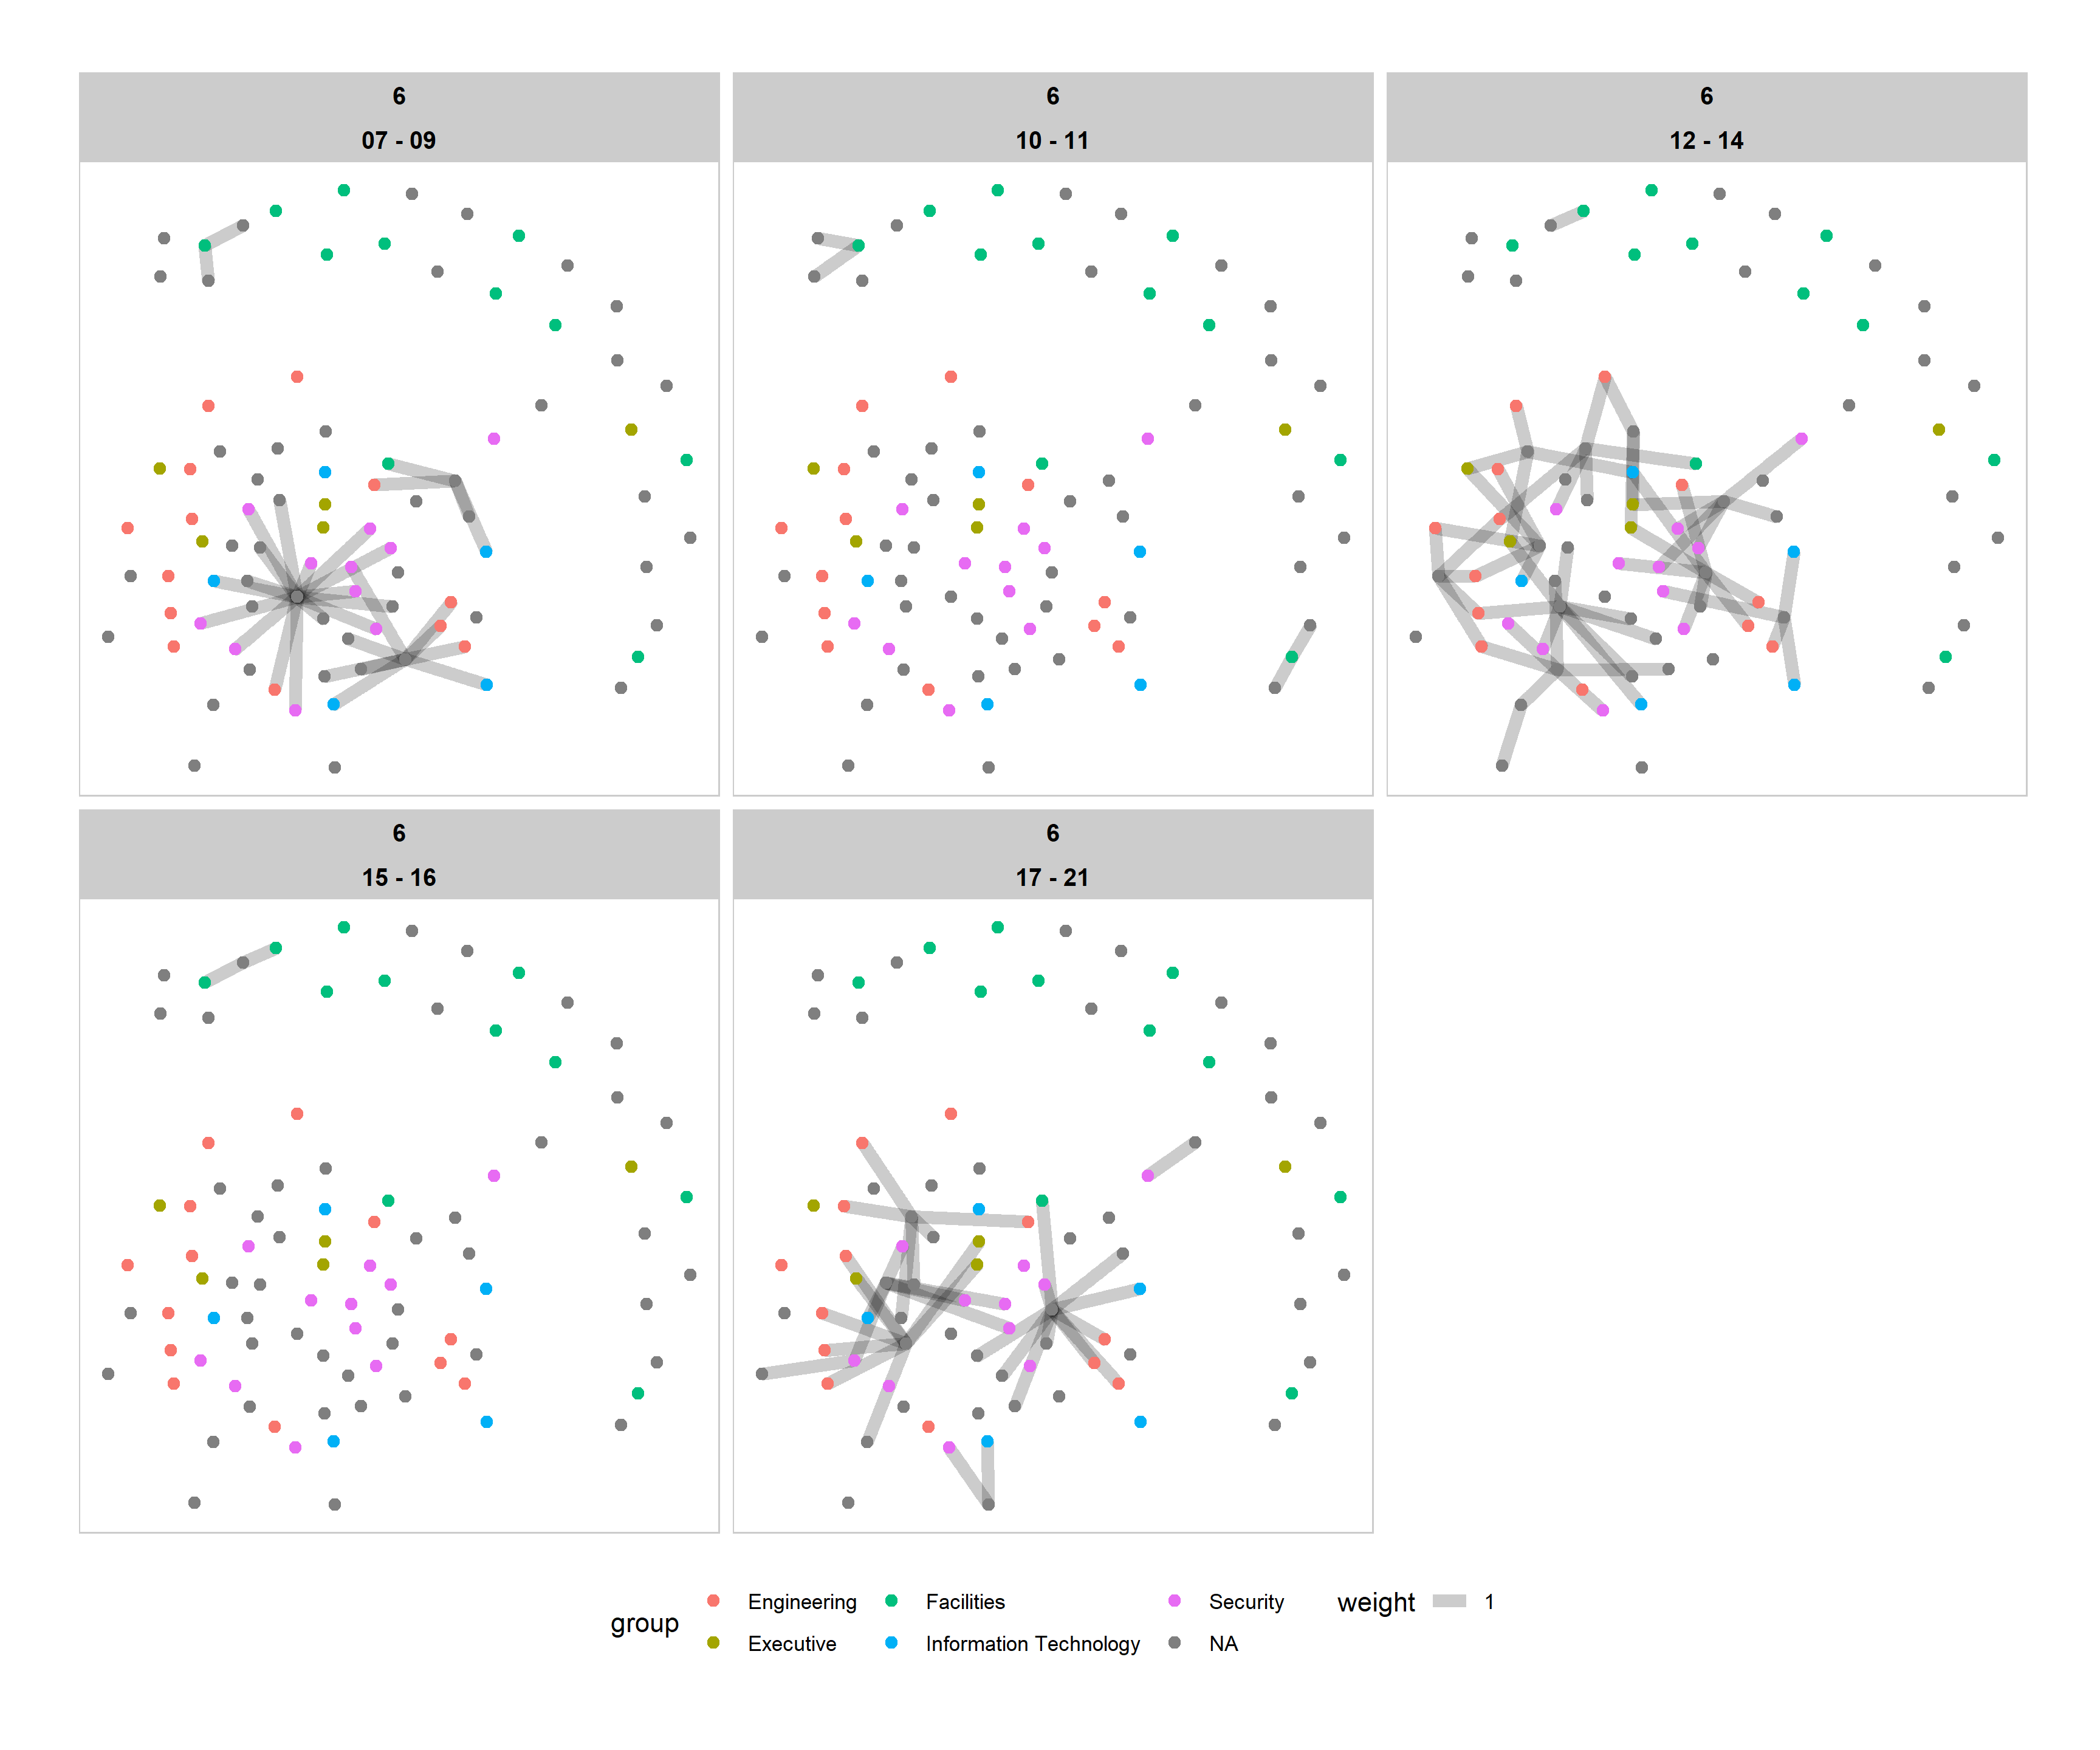 6
07 - 09
6
10 - 11
6
12 - 14
6
15 - 16
6
17 - 21
group
Engineering
Executive
Facilities
Information Technology
Security
NA
weight
1